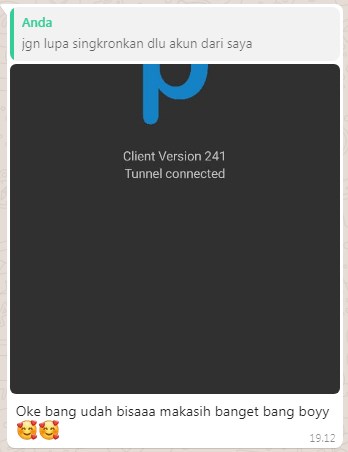 Anda
jgn lupa singkronkan dlu akun dari saya
p
Client Version 241
Tunnel connected
Oke bang udah bisaaa makasih banget bang boyy
🥰🥰
19.12